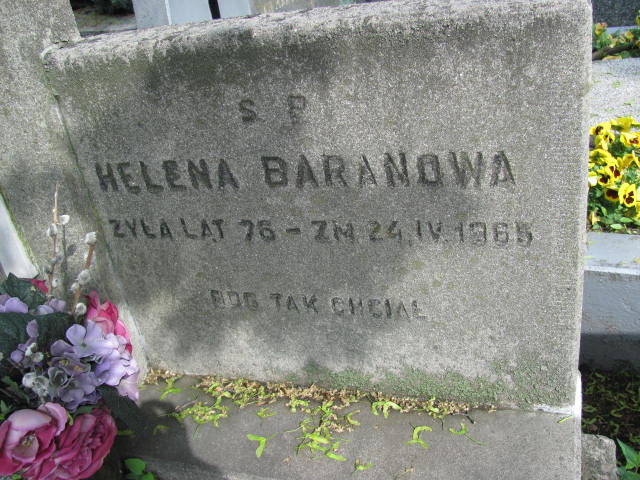 S P
HELENA BARANOWA
ŻYŁA LAT 76 - ZM 24.IV.1965
BÓG TAK CHCIAŁ